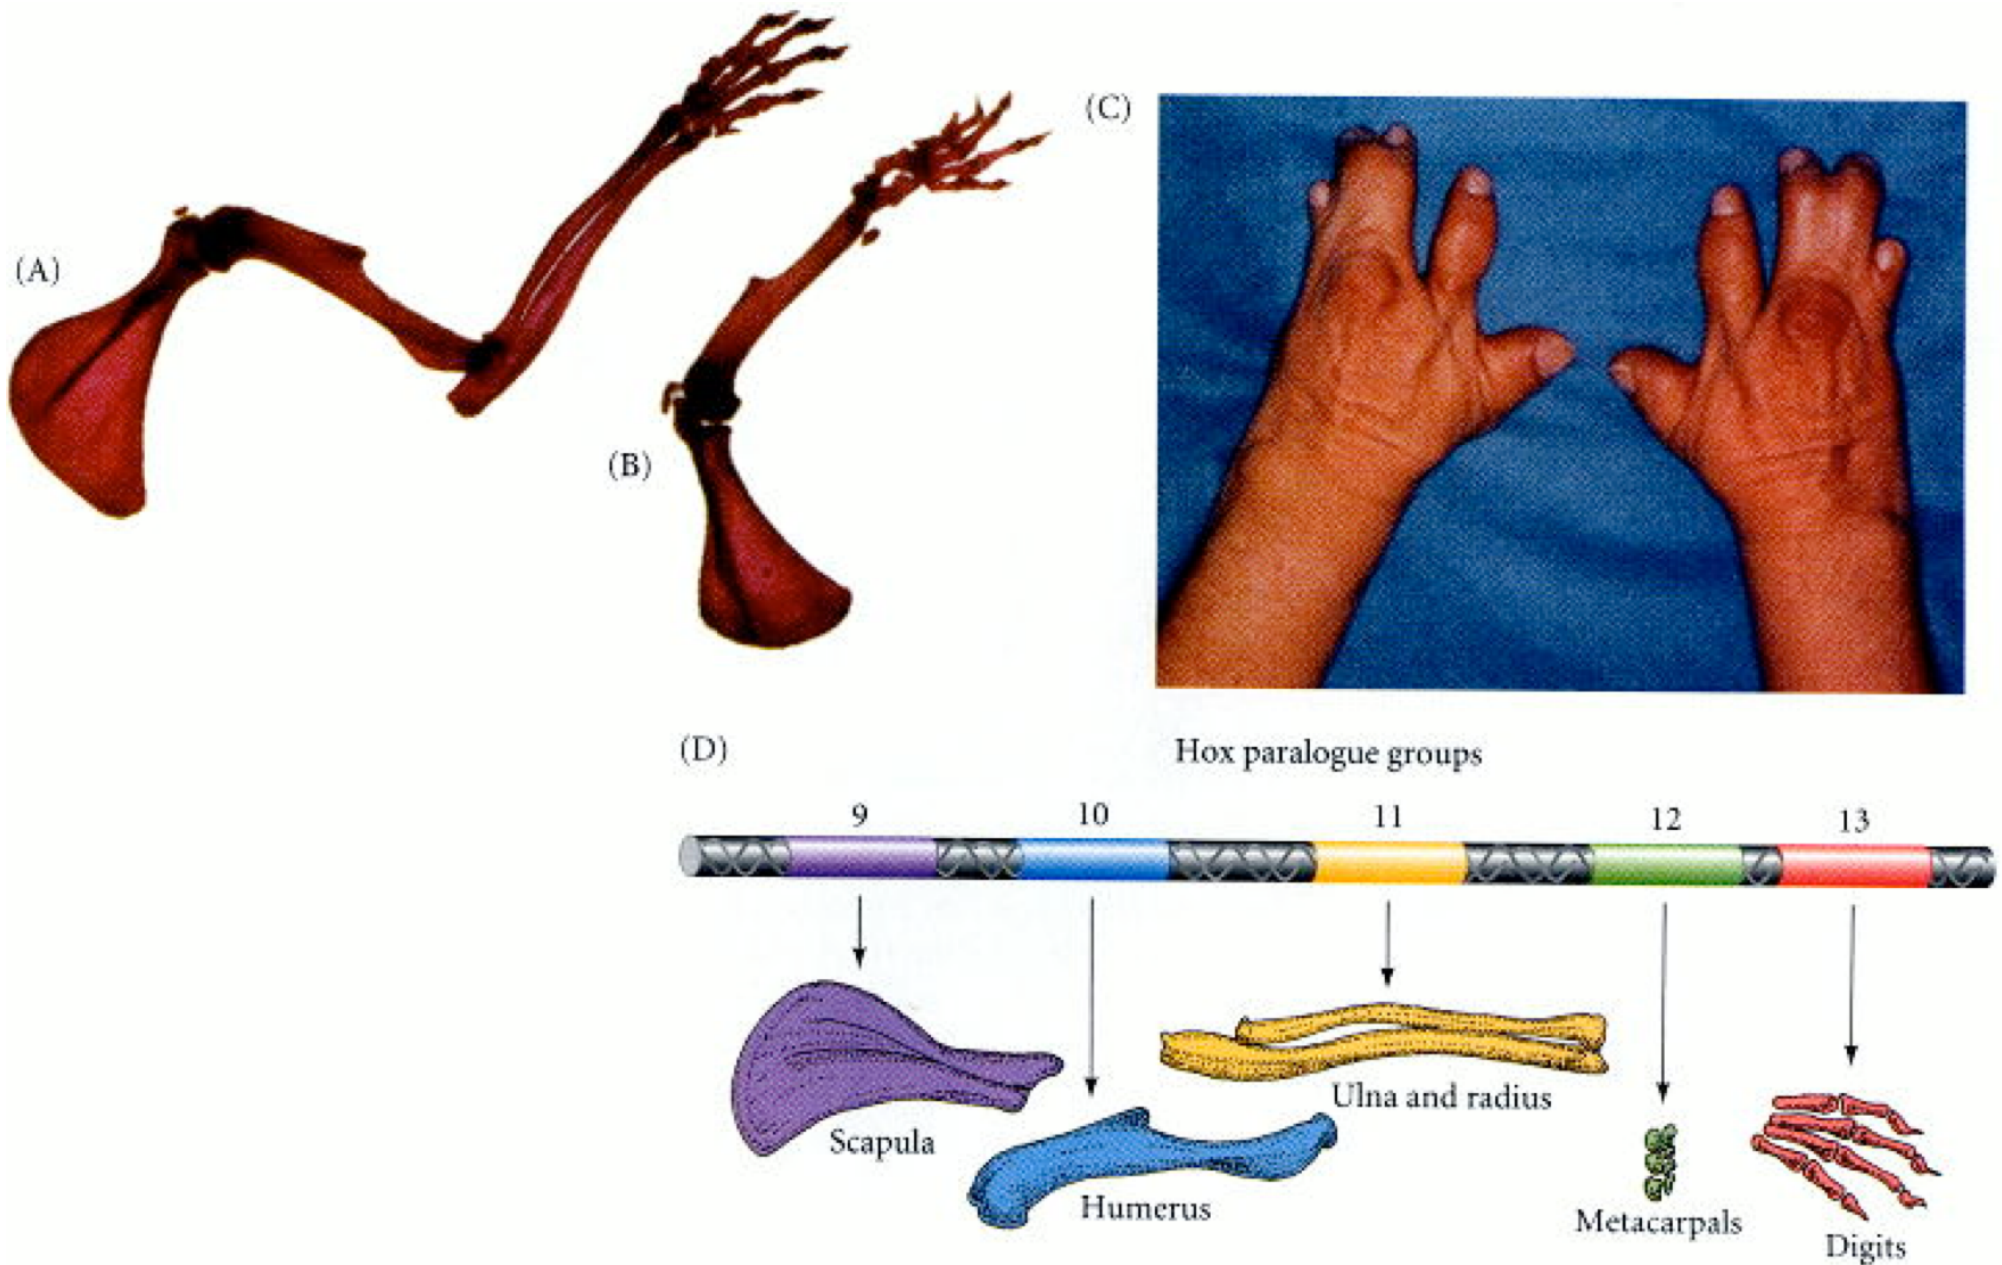 (A)
(B)
(C)
(D)
Hox paralogue groups
9
10
11
12
13
Scapula
Humerus
Ulna and radius
Metacarpals
Digits